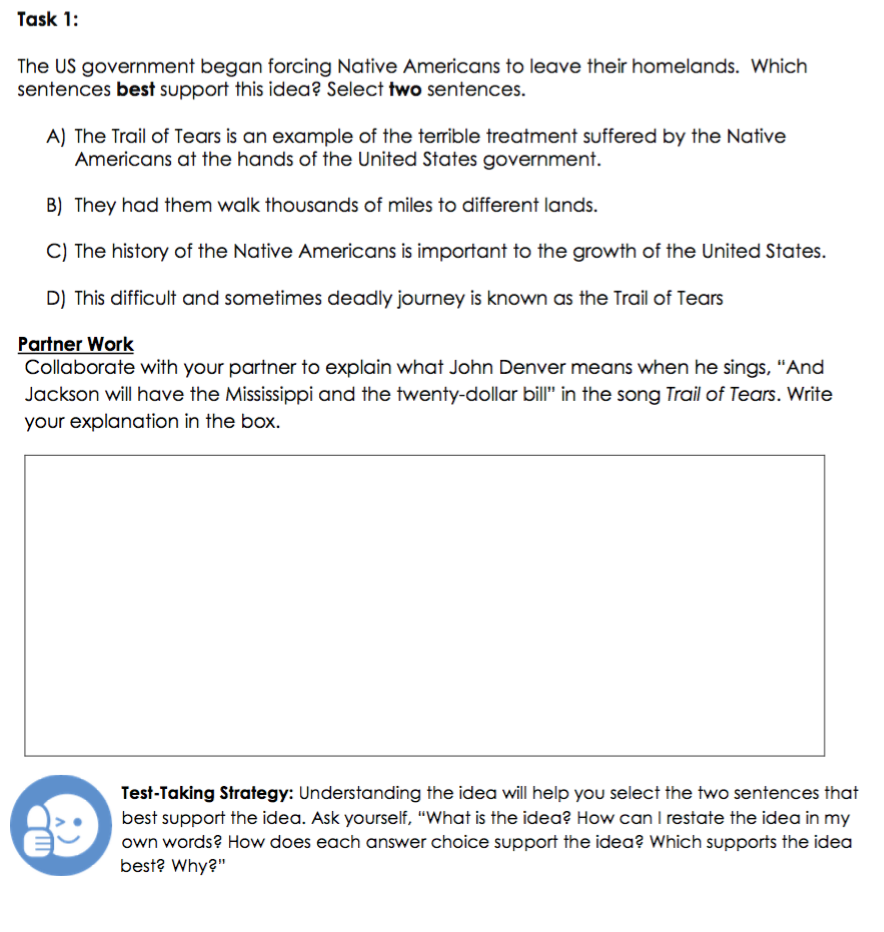 Task 1:
The US government began forcing Native Americans to leave their homelands.  Which
sentences best support this idea? Select two sentences.
A) The Trail of Tears is an example of the terrible treatment suffered by the Native
Americans at the hands of the United States government.
B) They had them walk thousands of miles to different lands.
C) The history of the Native Americans is important to the growth of the United States.
D) This difficult and sometimes deadly journey is known as the Trail of Tears
Partner Work
Collaborate with your partner to explain what John Denver means when he sings, “And
Jackson will have the Mississippi and the twenty-dollar bill” in the song Trail of Tears. Write
your explanation in the box.
Test-Taking Strategy: Understanding the idea will help you select the two sentences that
best support the idea. Ask yourself, “What is the idea? How can I restate the idea in my
own words? How does each answer choice support the idea? Which supports the idea
best? Why?"